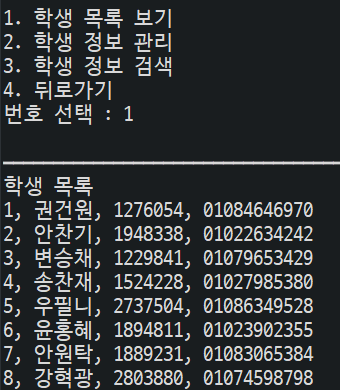 1. 학생 목록 보기
2. 학생 정보 관리
3. 학생 정보 검색
4. 뒤로가기
번호 선택 : 1
학생 목록
1, 권건원, 1276054, 01084646970
2, 안찬기, 1948338, 01022634242
3, 변승채, 1229841, 01079653429
4, 송찬재, 1524228, 01027985380
5, 우필니, 2737504, 01086349528
6, 윤홍혜, 1894811, 01023902355
7, 안원탁, 1889231, 01083065384
8, 강혁광, 2803880, 01074598798